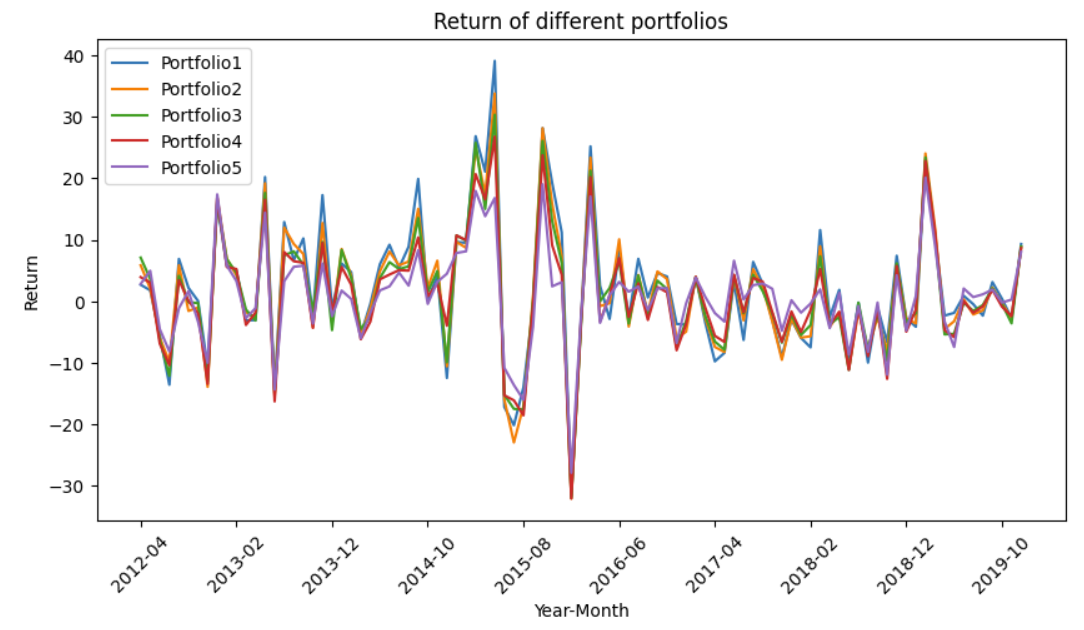 Return of different portfolios
Portfolio1
Portfolio2
Portfolio3
Portfolio4
Portfolio5
Return
40
30
20
10
0
−10
−20
−30
2012-04
2013-02
2013-12
2014-10
2015-08
2016-06
2017-04
2018-02
2018-12
2019-10
Year-Month